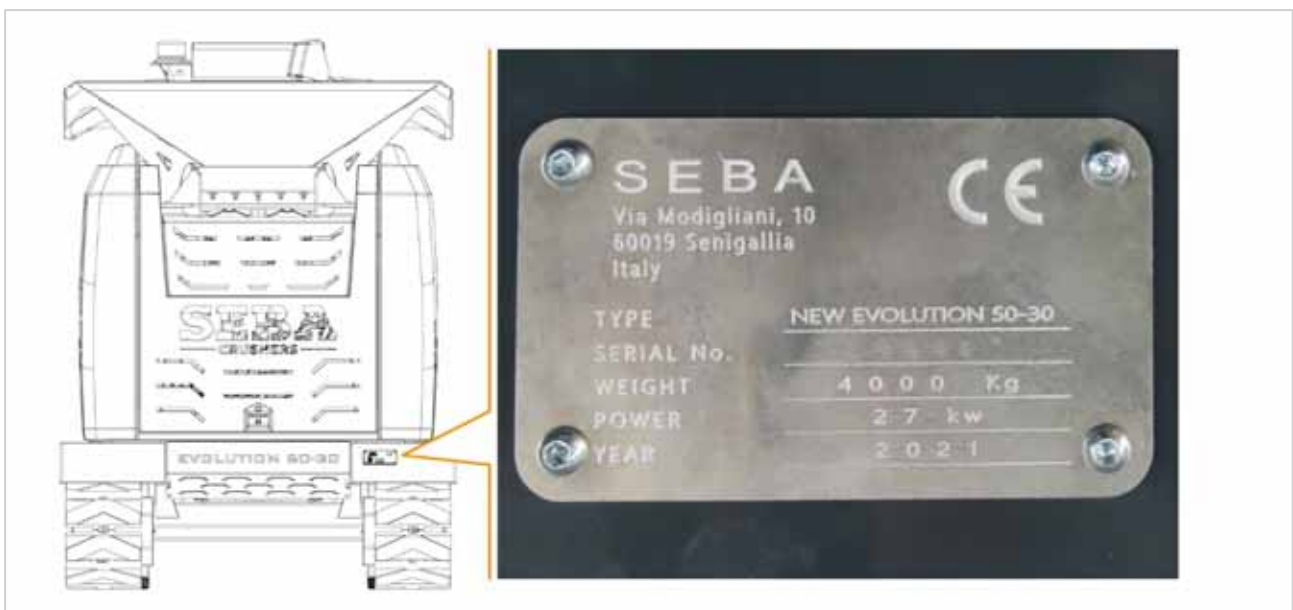 SEBA
CRUSHERS
EVOLUTION 50-30
SEBA
CE
Via Modigliani, 10
60019 Senigallia
Italy
TYPE NEW EVOLUTION 50-30
SERIAL No.
WEIGHT 4000 Kg
POWER 27 kw
YEAR 2021